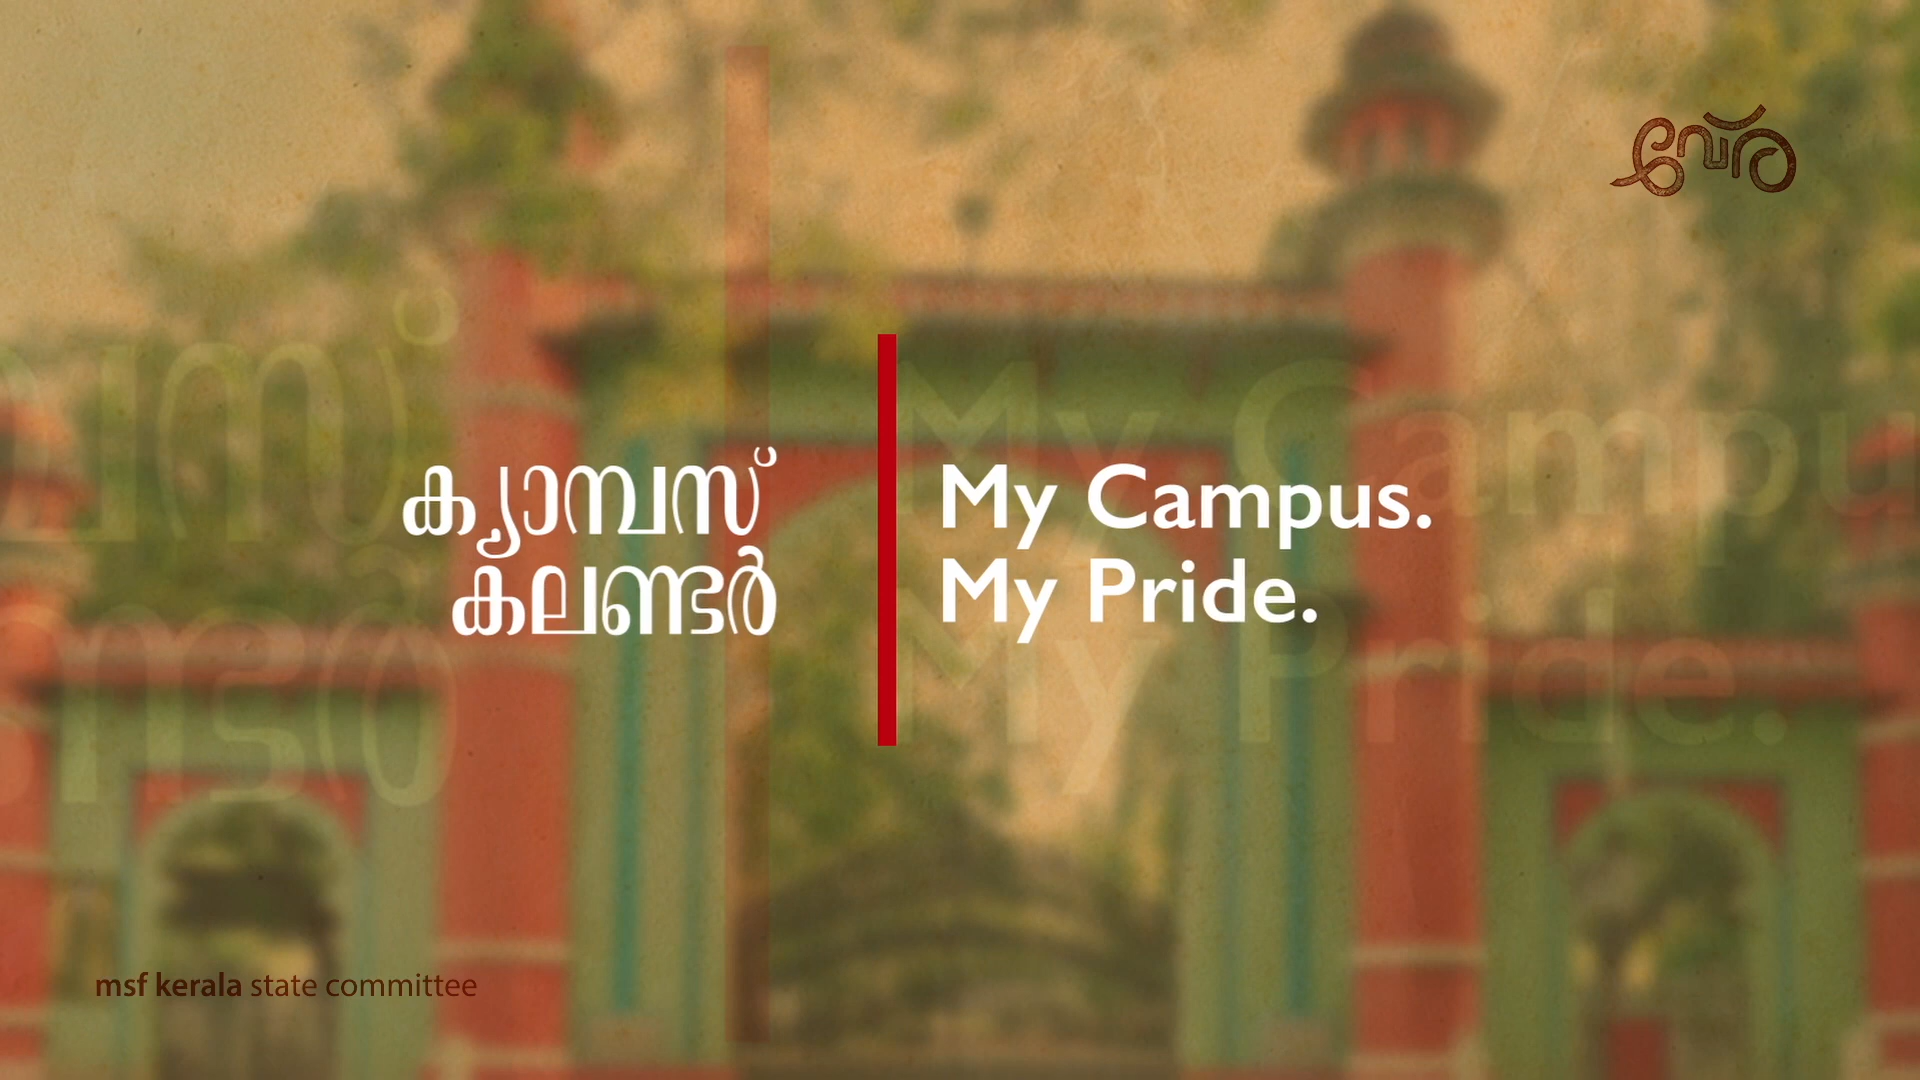 വേര്
ക്യാമ്പസ്
കലണ്ടർ
My Campus.
My Pride.
msf kerala state committee